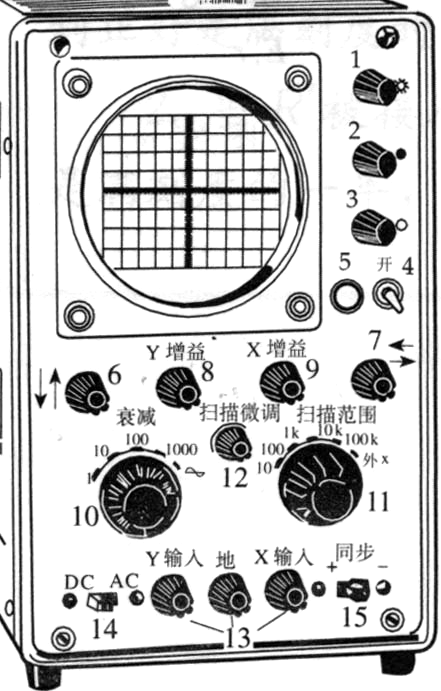 1
2
3
5 开 4
6 Y 增益 8 X 增益 9 7
衰减 扫描微调 扫描范围
1 10 100 1000
10 100 1k 10k 100k 外 x
10 12 11
Y 输入 地 X 输入 + 同步 −
DC AC
14 13 15